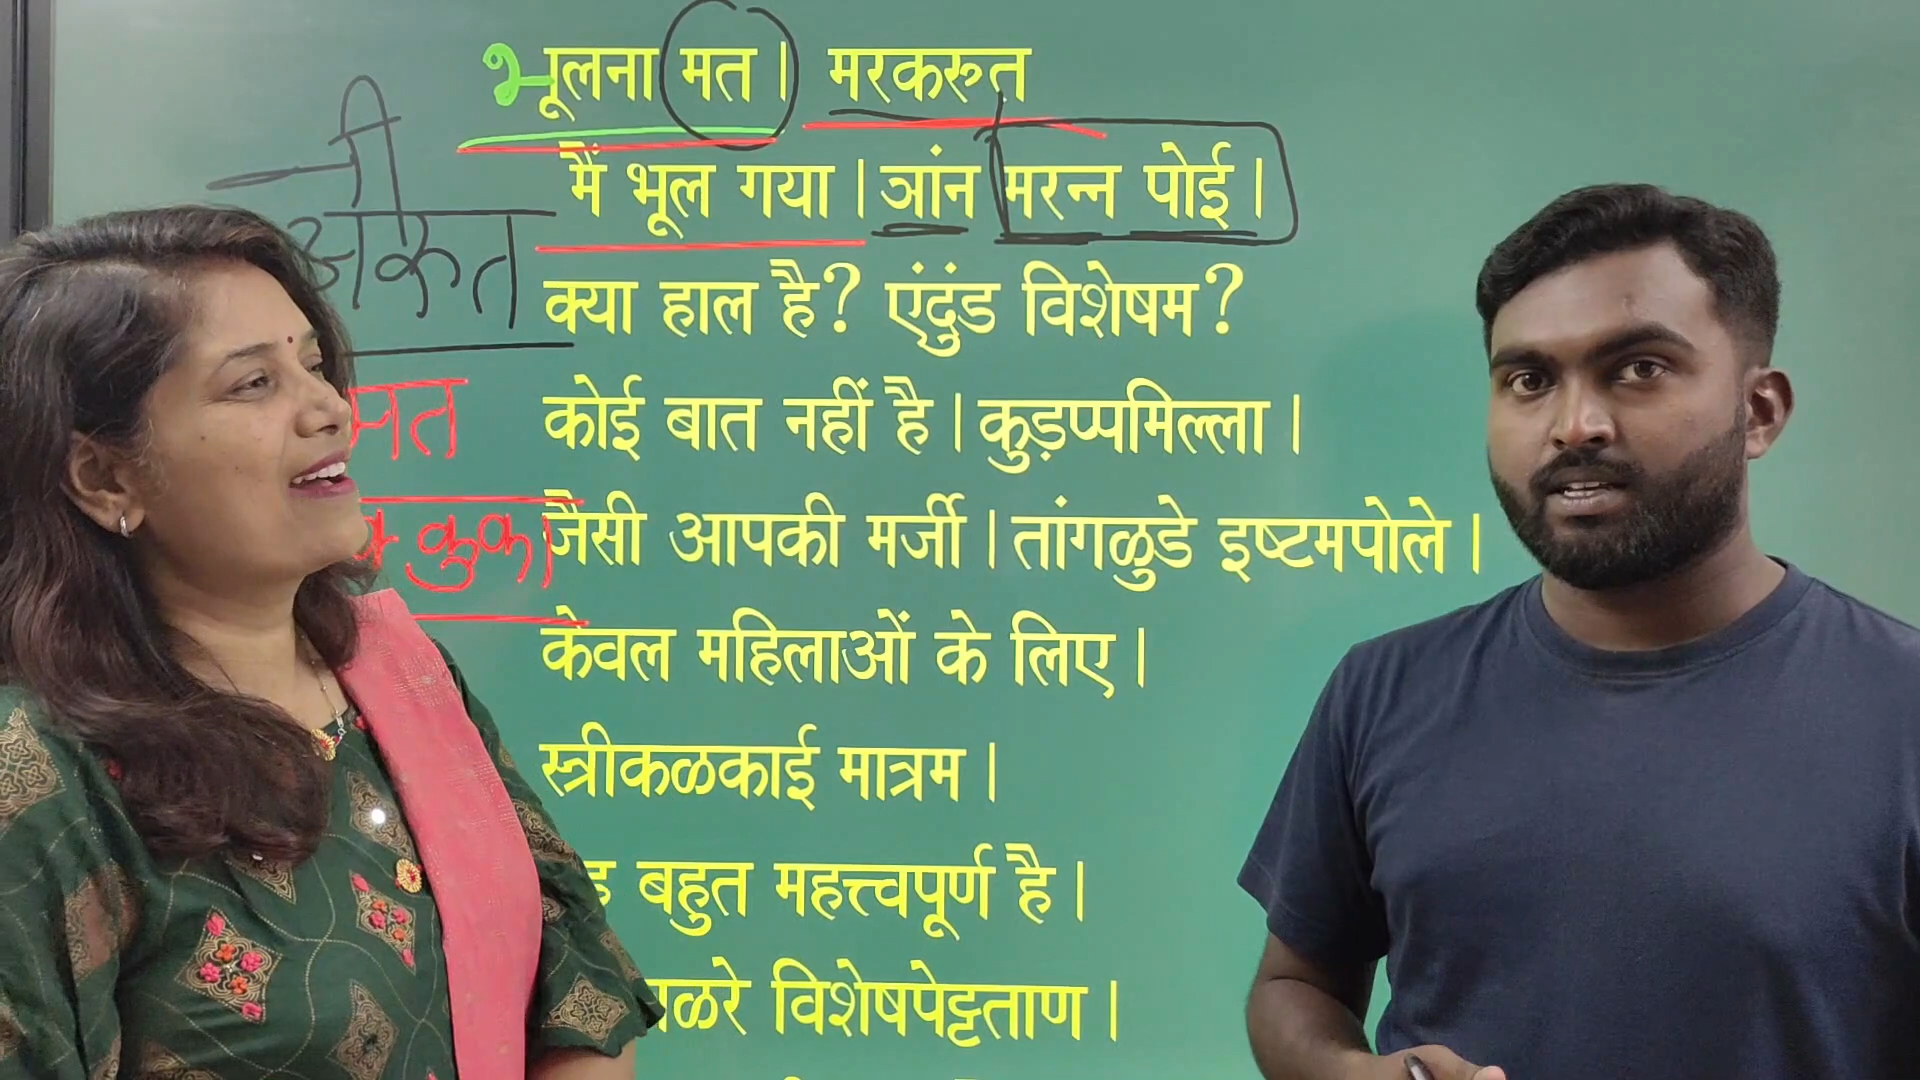 भूलना मत। मरकरुत
मैं भूल गया। ञांन मरन्न पोई।
क्या हाल है? एंदुंड विशेषम?
कोई बात नहीं है। कुड़प्पमिल्ला।
मत
जैसी आपकी मर्जी। तांगळुडे इष्टमपोले।
केवल महिलाओं के लिए।
स्त्रीकळकाई मात्रम।
बहुत महत्त्वपूर्ण है।
विशेषपेट्टताण।